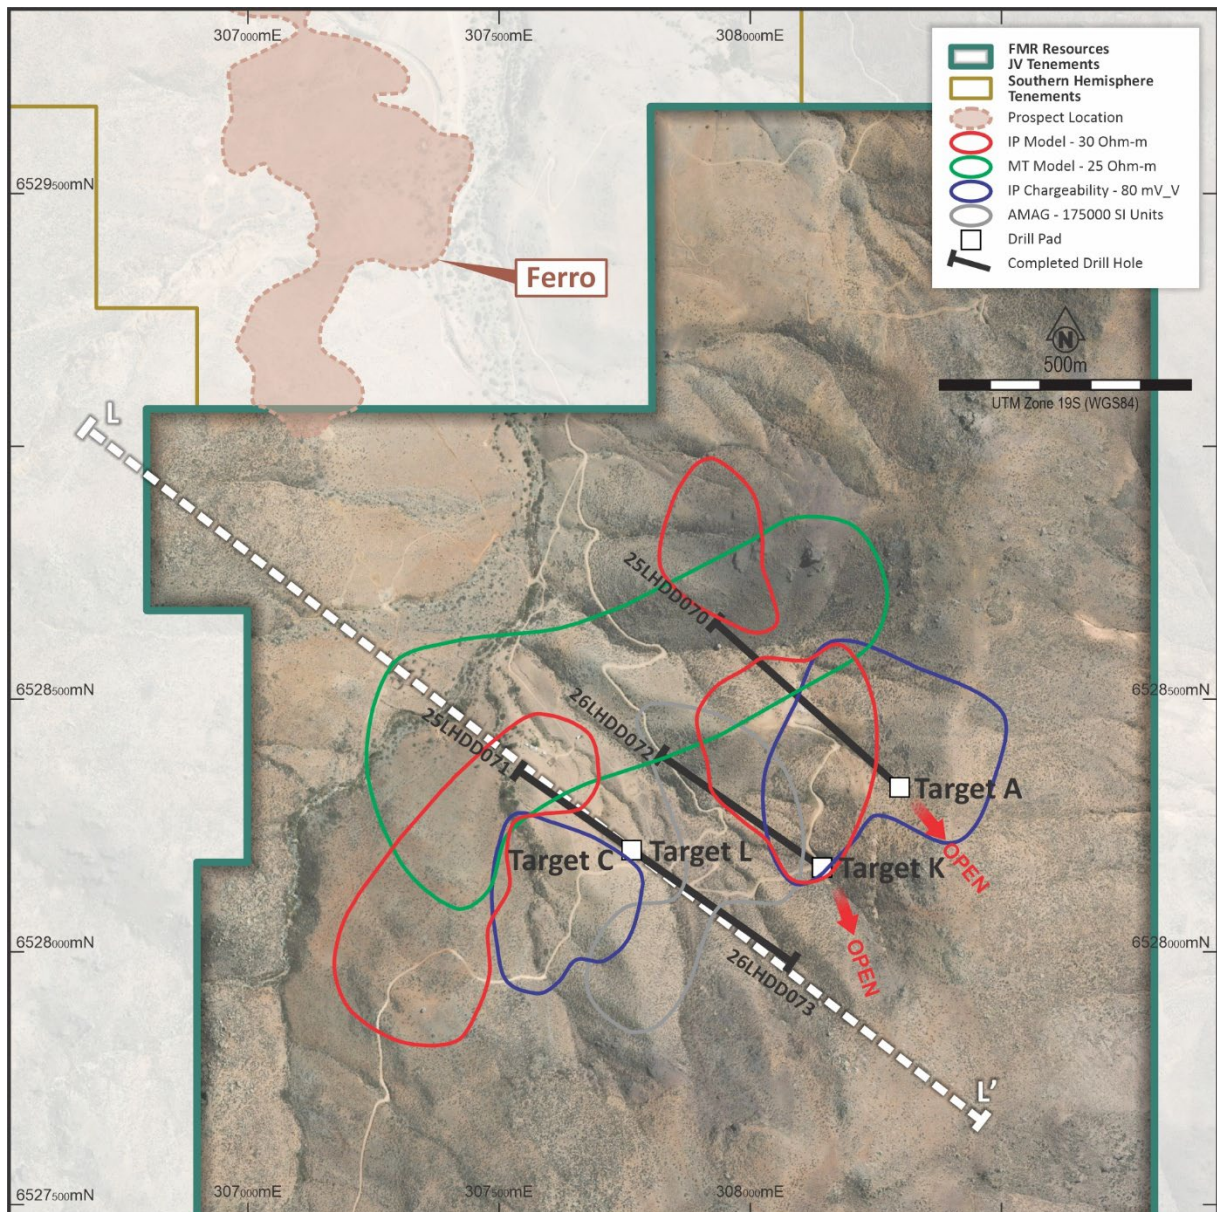 307000mE
307500mE
308000mE
FMR Resources
JV Tenements
Southern Hemisphere
Tenements
Prospect Location
IP Model - 30 Ohm-m
MT Model - 25 Ohm-m
IP Chargeability - 80 mV_V
AMAG - 175000 SI Units
Drill Pad
Completed Drill Hole
6529500mN
Ferro
N
500m
UTM Zone 19S (WGS84)
L
25LHDD070
6528500mN
6528500mN
26LHDD072
25LHDD071
Target A
Target C
Target L
Target K
OPEN
OPEN
6528000mN
6528000mN
26LHDD073
L'
6527500mN
307000mE
307500mE
308000mE